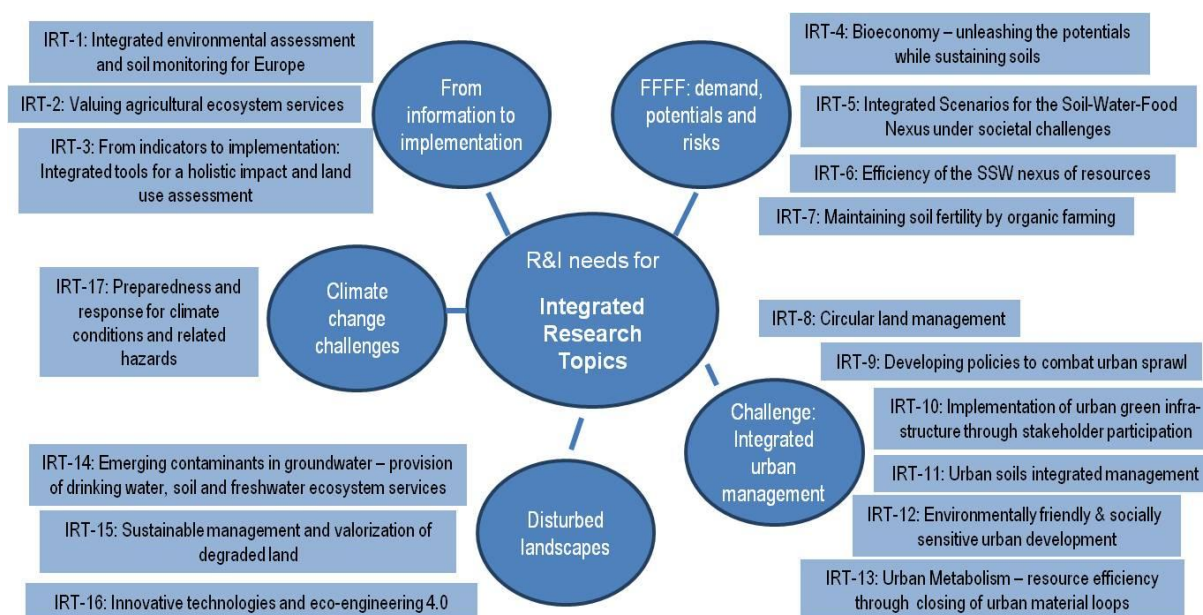 IRT-1: Integrated environmental assessment
and soil monitoring for Europe
IRT-2: Valuing agricultural ecosystem services
IRT-3: From indicators to implementation:
Integrated tools for a holistic impact and land
use assessment
From
information to
implementation
FFFF: demand,
potentials and
risks
IRT-4: Bioeconomy – unleashing the potentials
while sustaining soils
IRT-5: Integrated Scenarios for the Soil-Water-Food
Nexus under societal challenges
IRT-6: Efficiency of the SSW nexus of resources
IRT-7: Maintaining soil fertility by organic farming
R&I needs for
Integrated
Research
Topics
IRT-17: Preparedness and
response for climate
conditions and related
hazards
Climate
change
challenges
IRT-8: Circular land management
IRT-9: Developing policies to combat urban sprawl
IRT-10: Implementation of urban green infra-
structure through stakeholder participation
IRT-11: Urban soils integrated management
IRT-12: Environmentally friendly & socially
sensitive urban development
IRT-13: Urban Metabolism – resource efficiency
through closing of urban material loops
Challenge:
Integrated
urban
management
IRT-14: Emerging contaminants in groundwater – provision
of drinking water, soil and freshwater ecosystem services
IRT-15: Sustainable management and valorization of
degraded land
IRT-16: Innovative technologies and eco-engineering 4.0
Disturbed
landscapes